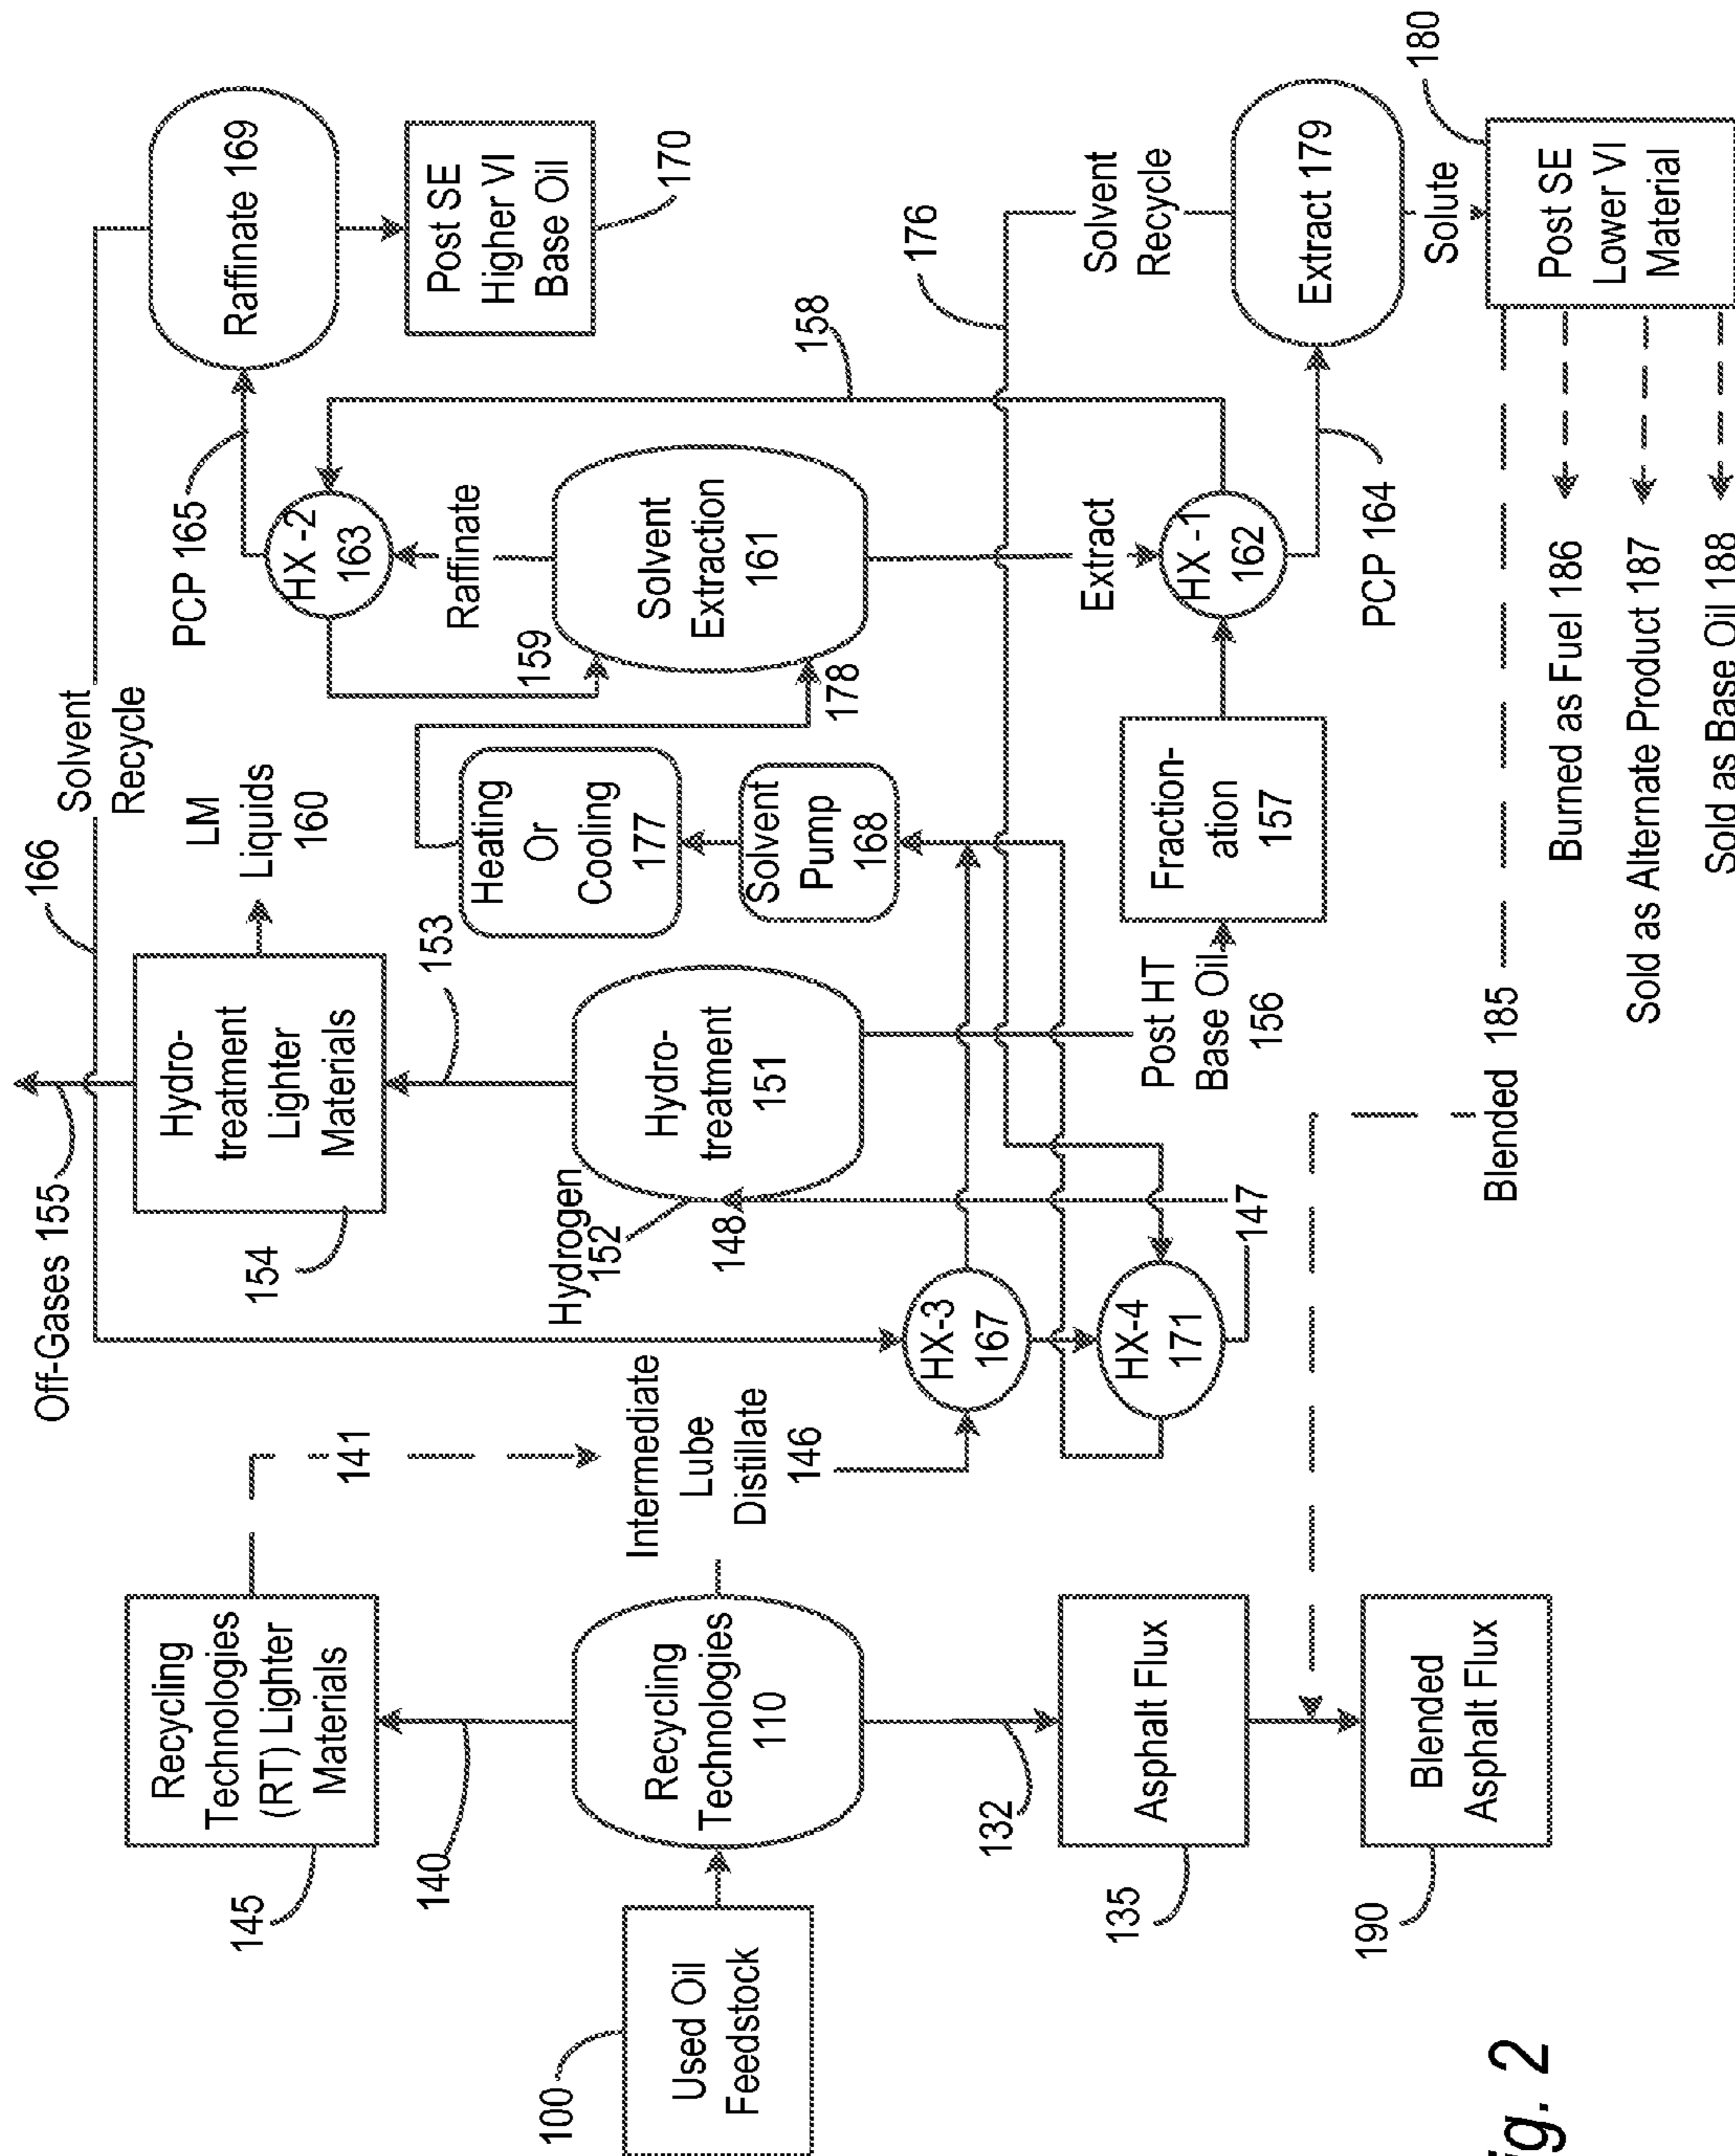 Off-Gases 155
166
Solvent
Recycle
Recycling
Technologies
(RT) Lighter
Materials
145
140
141
Hydro-
treatment
Lighter
Materials
154
LM
Liquids
160
153
PCP 165
HX -2
163
Raffinate 169
Post SE
Higher VI
Base Oil
170
Raffinate
159
100
Used Oil
Feedstock
Recycling
Technologies
110
Intermediate
Lube
Distillate
146
Hydrogen
152
148
Hydro-
treatment
151
Heating
Or
Cooling
177
178
Solvent
Pump
168
Solvent
Extraction
161
158
176
Solvent
Recycle
132
135
Asphalt Flux
HX-3
167
HX-4
171
147
Post HT
Base Oil
156
Fraction-
ation
157
Extract
HX -1
162
PCP 164
Extract 179
Solute
180
Post SE
Lower VI
Material
190
Blended
Asphalt Flux
Blended 185
Burned as Fuel 186
Sold as Alternate Product 187
Sold as Base Oil 188
ig. 2